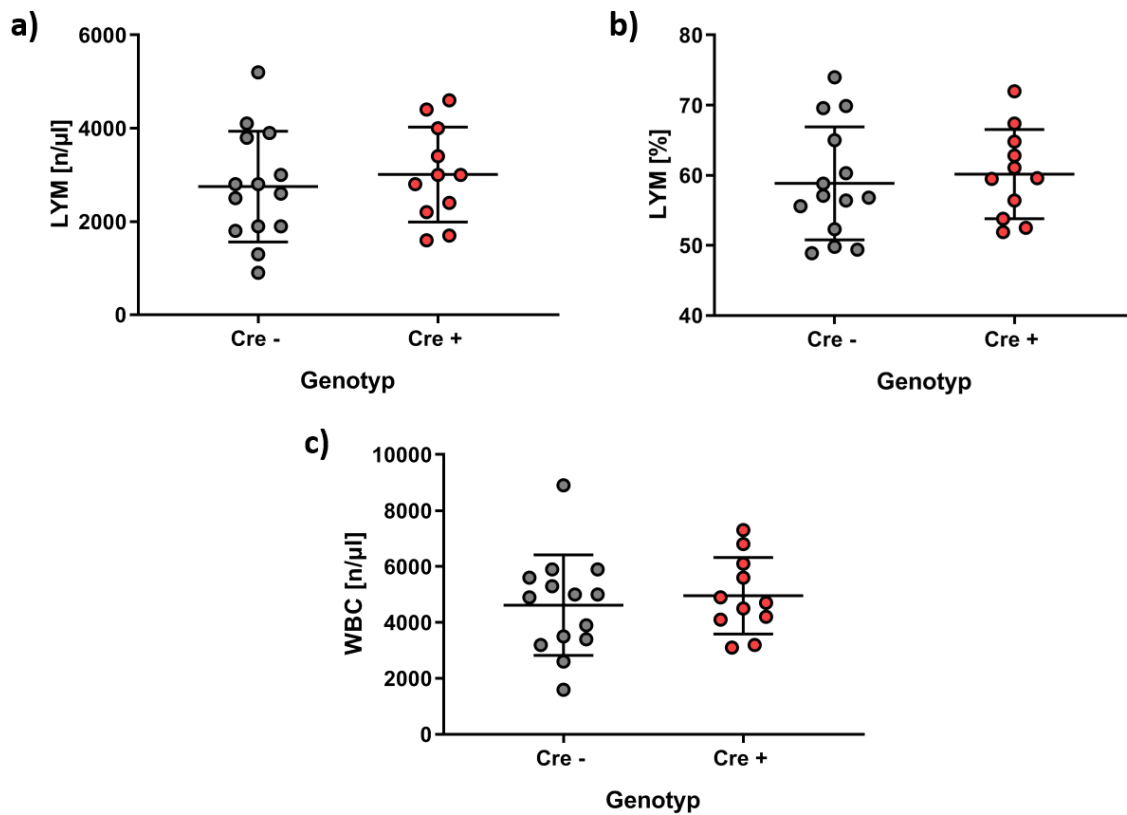 a)
6000
4000
2000
0
LYM [n/µl]
Cre -
Cre +
Genotyp
b)
80
70
60
50
40
LYM [%]
Cre -
Cre +
Genotyp
c)
10000
8000
6000
4000
2000
0
WBC [n/µl]
Cre -
Cre +
Genotyp